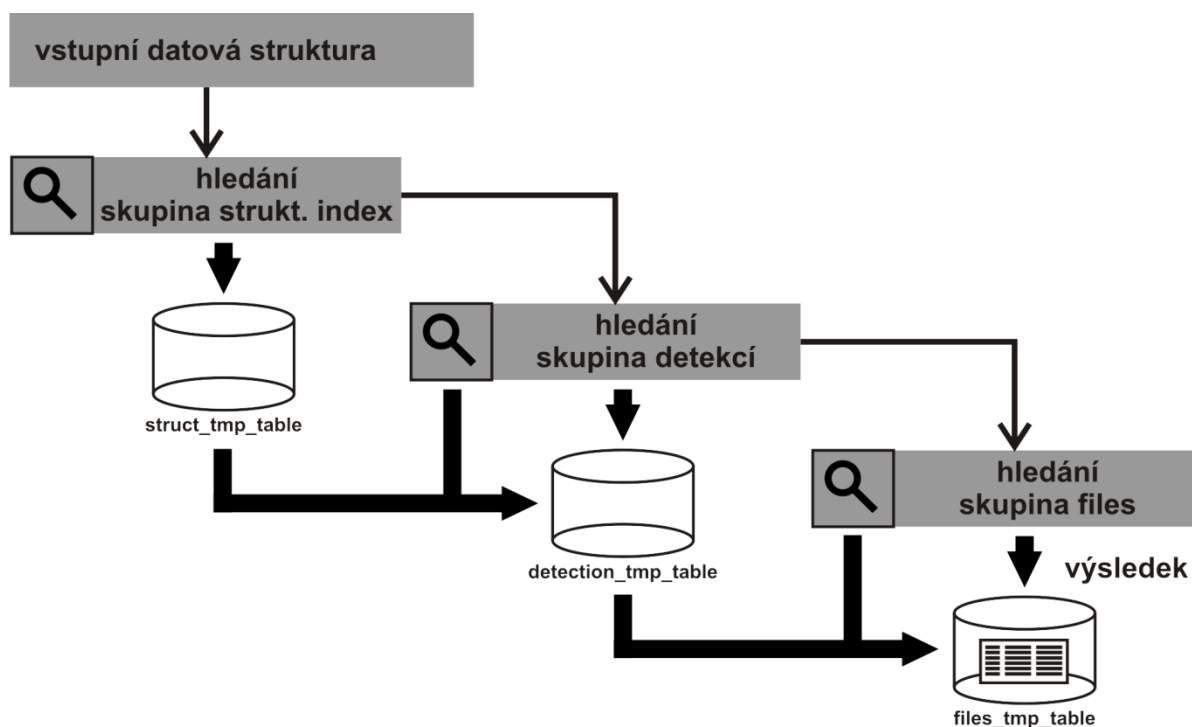 vstupní datová struktura
hledání
skupina strukt. index
struct_tmp_table
hledání
skupina detekcí
detection_tmp_table
hledání
skupina files
výsledek
files_tmp_table